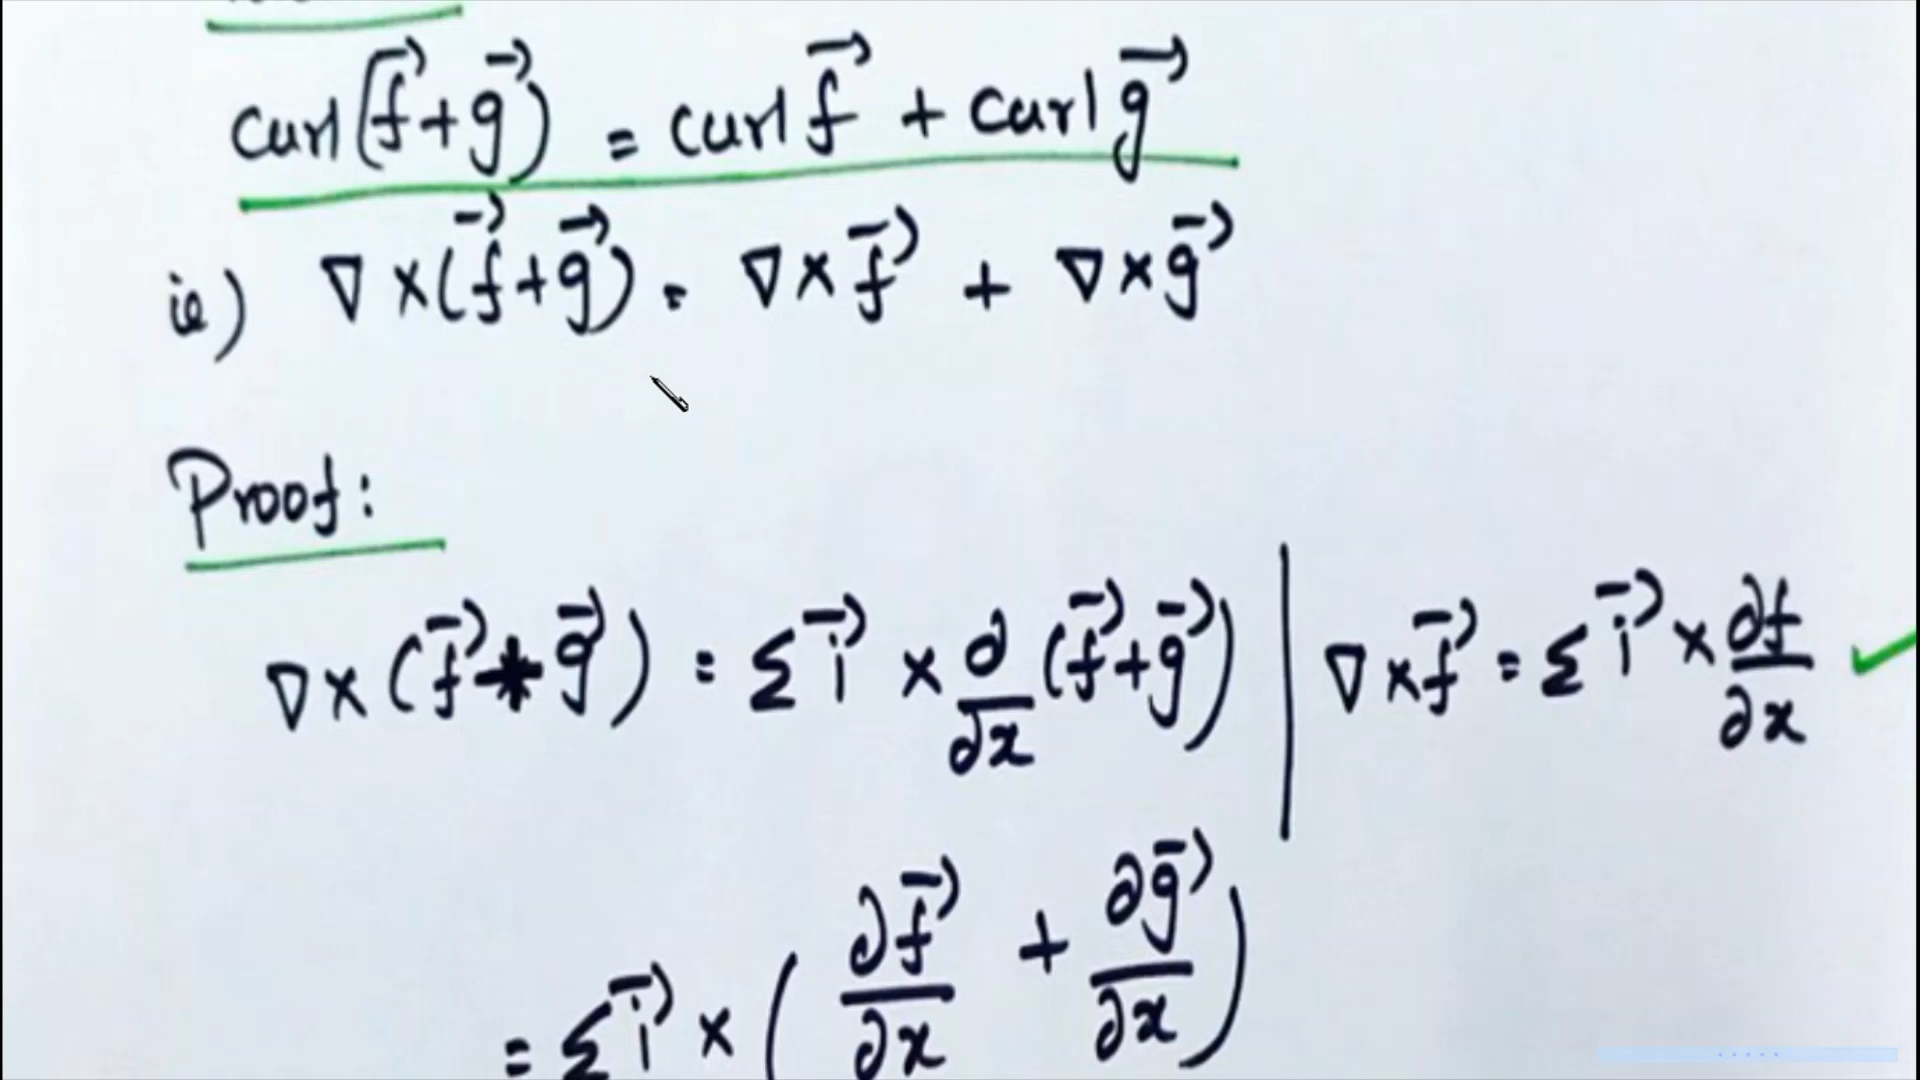 curl(f⃗+g⃗) = curl f⃗ + curl g⃗
ie) ∇×(f⃗+g⃗) = ∇×f⃗ + ∇×g⃗
Proof:
∇×(f⃗+g⃗) = Σ i⃗ × ∂/∂x (f⃗+g⃗) | ∇×f⃗ = Σ i⃗ × ∂f/∂x ✓
= Σ i⃗ × ( ∂f⃗/∂x + ∂g⃗/∂x )